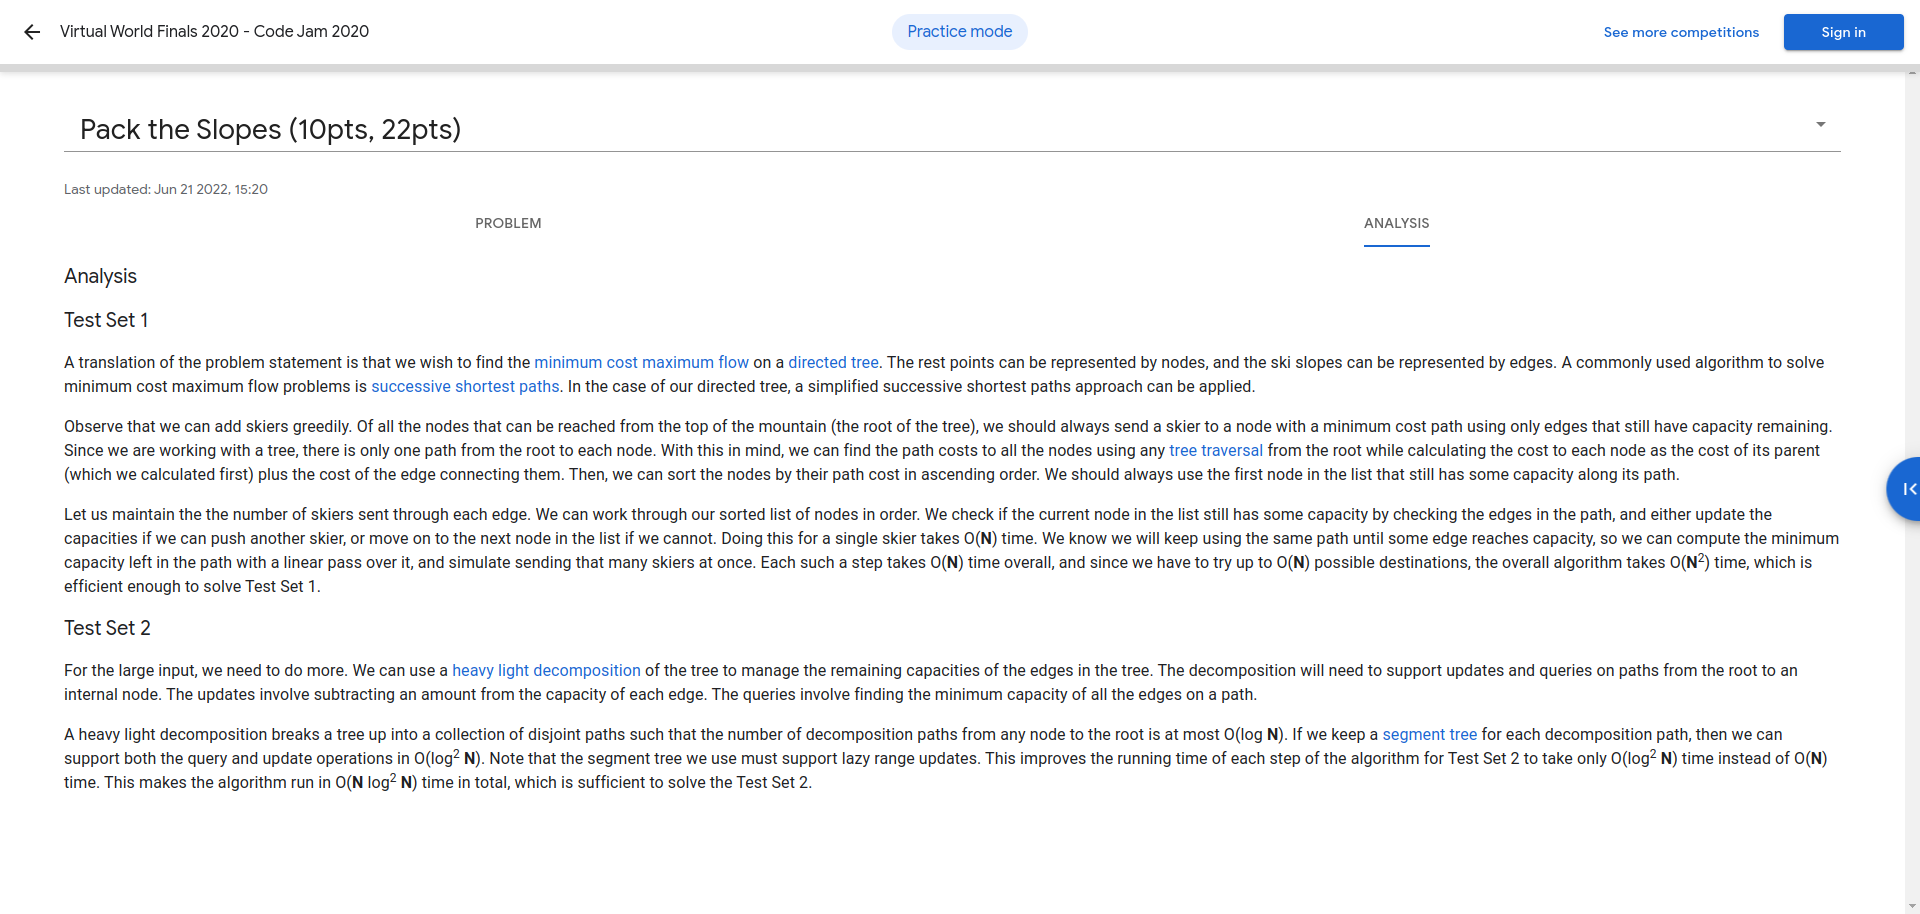 Virtual World Finals 2020 - Code Jam 2020
Practice mode
See more competitions
Sign in
Pack the Slopes (10pts, 22pts)
Last updated: Jun 21 2022, 15:20
PROBLEM
ANALYSIS
Analysis
Test Set 1
A translation of the problem statement is that we wish to find the minimum cost maximum flow on a directed tree. The rest points can be represented by nodes, and the ski slopes can be represented by edges. A commonly used algorithm to solve
minimum cost maximum flow problems is successive shortest paths. In the case of our directed tree, a simplified successive shortest paths approach can be applied.
Observe that we can add skiers greedily. Of all the nodes that can be reached from the top of the mountain (the root of the tree), we should always send a skier to a node with a minimum cost path using only edges that still have capacity remaining.
Since we are working with a tree, there is only one path from the root to each node. With this in mind, we can find the path costs to all the nodes using any tree traversal from the root while calculating the cost to each node as the cost of its parent
(which we calculated first) plus the cost of the edge connecting them. Then, we can sort the nodes by their path cost in ascending order. We should always use the first node in the list that still has some capacity along its path.
Let us maintain the the number of skiers sent through each edge. We can work through our sorted list of nodes in order. We check if the current node in the list still has some capacity by checking the edges in the path, and either update the
capacities if we can push another skier, or move on to the next node in the list if we cannot. Doing this for a single skier takes O(N) time. We know we will keep using the same path until some edge reaches capacity, so we can compute the minimum
capacity left in the path with a linear pass over it, and simulate sending that many skiers at once. Each such a step takes O(N) time overall, and since we have to try up to O(N) possible destinations, the overall algorithm takes O(N2) time, which is
efficient enough to solve Test Set 1.
Test Set 2
For the large input, we need to do more. We can use a heavy light decomposition of the tree to manage the remaining capacities of the edges in the tree. The decomposition will need to support updates and queries on paths from the root to an
internal node. The updates involve subtracting an amount from the capacity of each edge. The queries involve finding the minimum capacity of all the edges on a path.
A heavy light decomposition breaks a tree up into a collection of disjoint paths such that the number of decomposition paths from any node to the root is at most O(log N). If we keep a segment tree for each decomposition path, then we can
support both the query and update operations in O(log2 N). Note that the segment tree we use must support lazy range updates. This improves the running time of each step of the algorithm for Test Set 2 to take only O(log2 N) time instead of O(N)
time. This makes the algorithm run in O(N log2 N) time in total, which is sufficient to solve the Test Set 2.